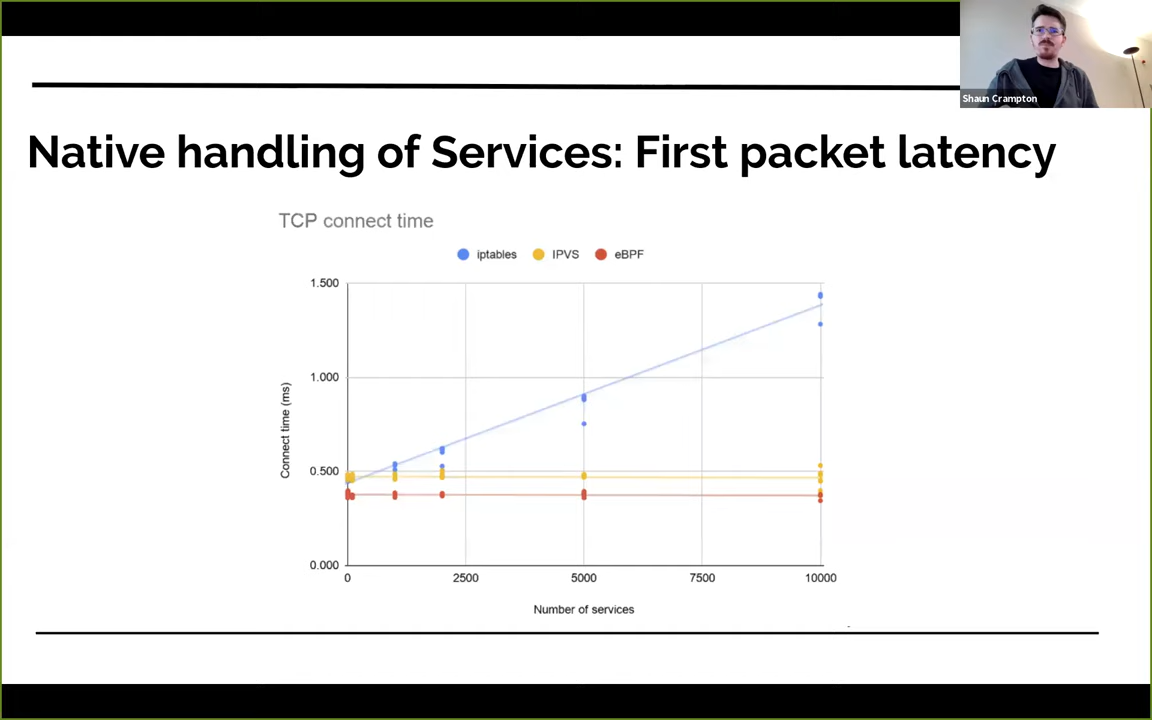 Shaun Crampton
Native handling of Services: First packet latency
TCP connect time
iptables IPVS eBPF
1.500
1.000
0.500
0.000
Connect time (ms)
0 2500 5000 7500 10000
Number of services